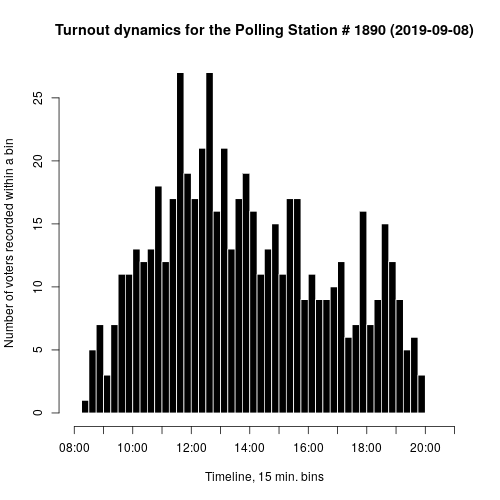 Turnout dynamics for the Polling Station # 1890 (2019-09-08)
Number of voters recorded within a bin
25
20
15
10
5
0
08:00 10:00 12:00 14:00 16:00 18:00 20:00
Timeline, 15 min. bins